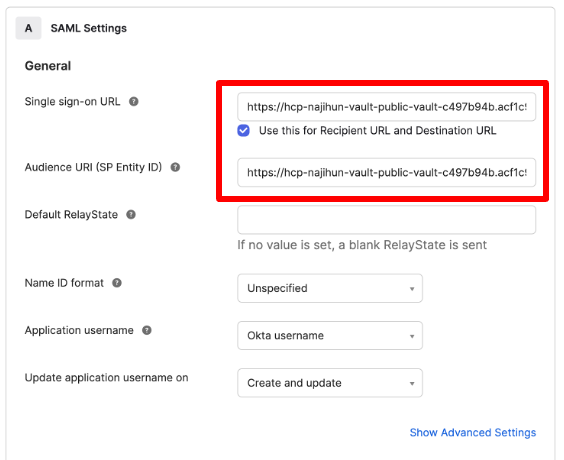 A SAML Settings
General
Single sign-on URL ?
https://hcp-najihun-vault-public-vault-c497b94b.acf1c9
Use this for Recipient URL and Destination URL
Audience URI (SP Entity ID) ?
https://hcp-najihun-vault-public-vault-c497b94b.acf1c9
Default RelayState ?
If no value is set, a blank RelayState is sent
Name ID format ?
Unspecified
Application username ?
Okta username
Update application username on
Create and update
Show Advanced Settings